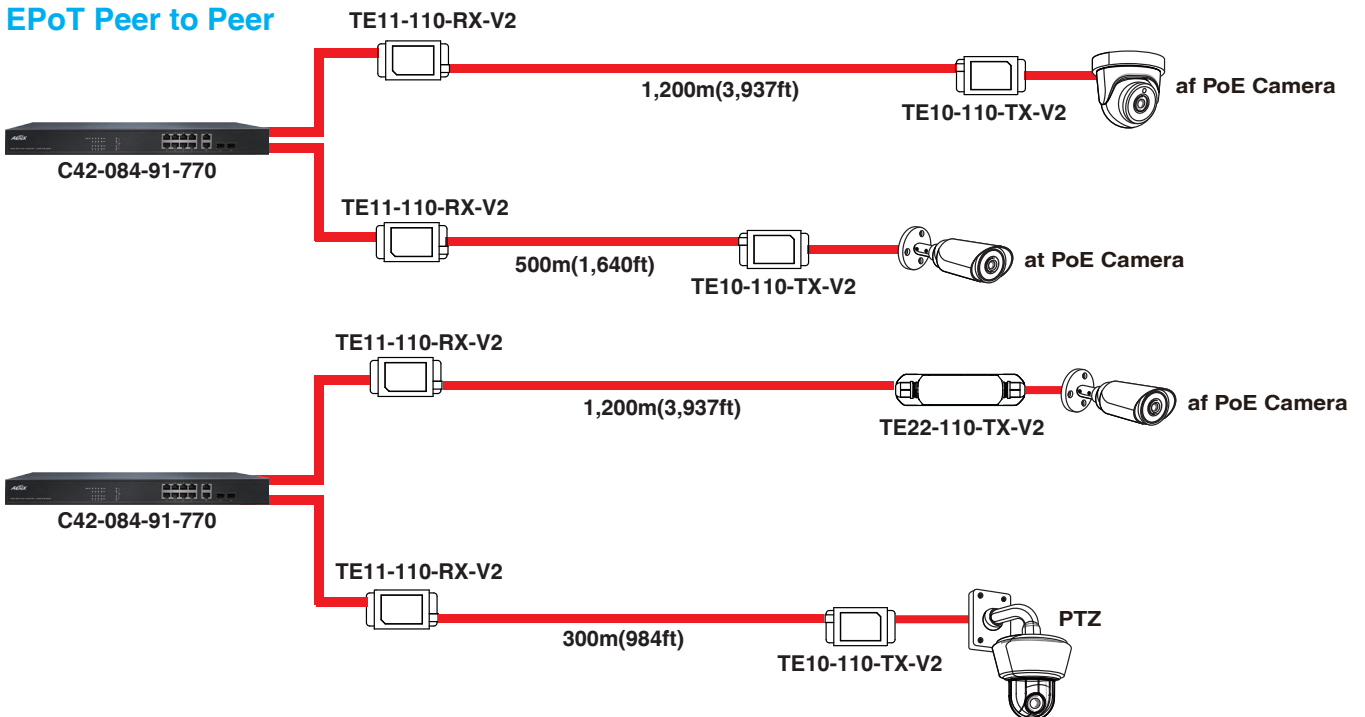 EPoT Peer to Peer
TE11-110-RX-V2
1,200m(3,937ft)
TE10-110-TX-V2
af PoE Camera
C42-084-91-770
TE11-110-RX-V2
500m(1,640ft)
TE10-110-TX-V2
at PoE Camera
TE11-110-RX-V2
1,200m(3,937ft)
TE22-110-TX-V2
af PoE Camera
C42-084-91-770
TE11-110-RX-V2
300m(984ft)
TE10-110-TX-V2
PTZ